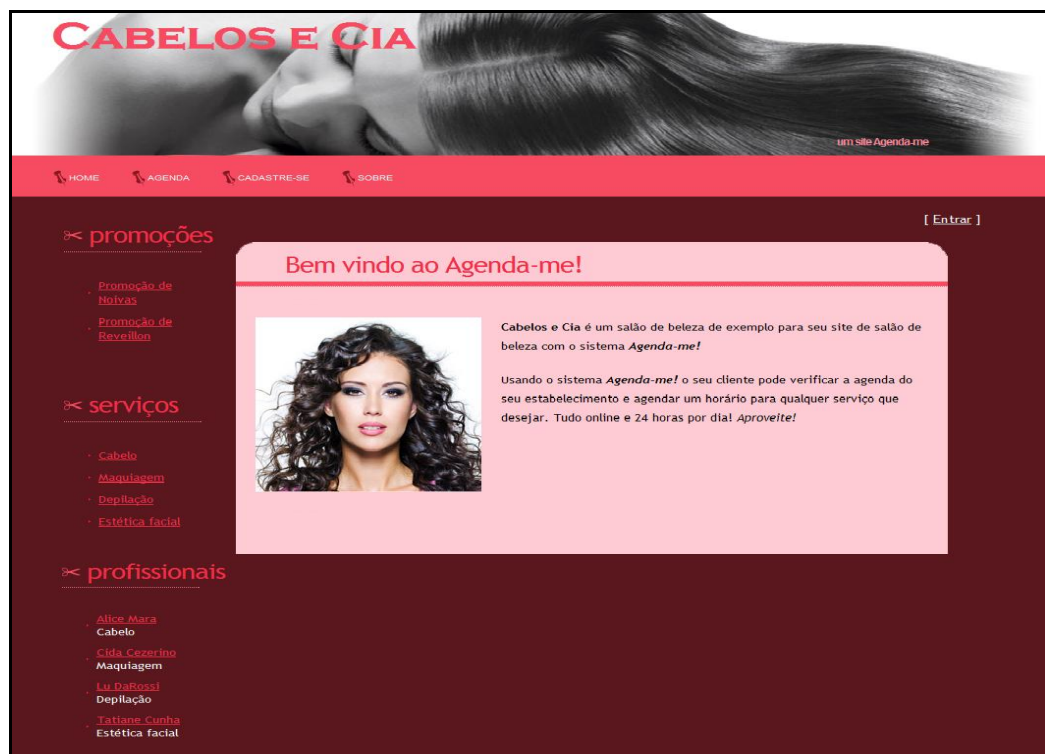 CABELOS E CIA
um site Agenda-me
HOME AGENDA CADASTRE-SE SOBRE
[ Entrar ]
promoções
Promoção de
Noivas
Promoção de
Reveillon
serviços
Cabelo
Maquiagem
Depilação
Estética facial
profissionais
Alice Mara
Cabelo
Cida Cezerino
Maquiagem
Lu DaRossi
Depilação
Tatiane Cunha
Estética facial
Bem vindo ao Agenda-me!
Cabelos e Cia é um salão de beleza de exemplo para seu site de salão de
beleza com o sistema Agenda-me!
Usando o sistema Agenda-me! o seu cliente pode verificar a agenda do
seu estabelecimento e agendar um horário para qualquer serviço que
desejar. Tudo online e 24 horas por dia! Aproveite!